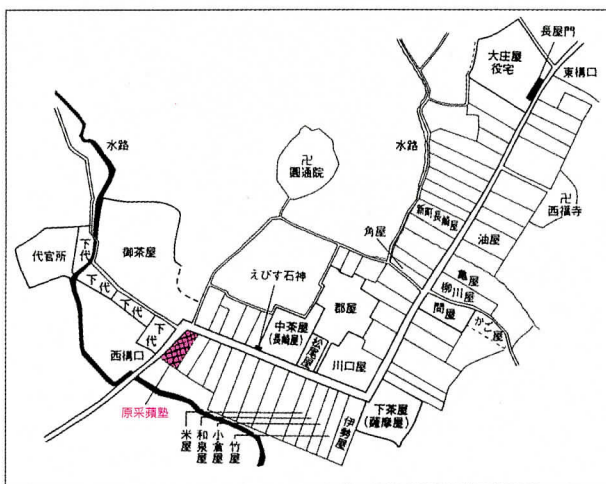 長屋門
大庄屋
役宅
東構口
水路
水路
卍
圓通院
卍
西福寺
新町長崎屋
油屋
角屋
代官所
下代
御茶屋
下代
下代
下代
えびす石神
中茶屋
(長崎屋)
松尾屋
郡屋
川口屋
亀屋
柳川屋
問屋
かご屋
西構口
原采蘋塾
下茶屋
(薩摩屋)
伊勢屋
米屋
和泉屋
小倉屋
竹屋